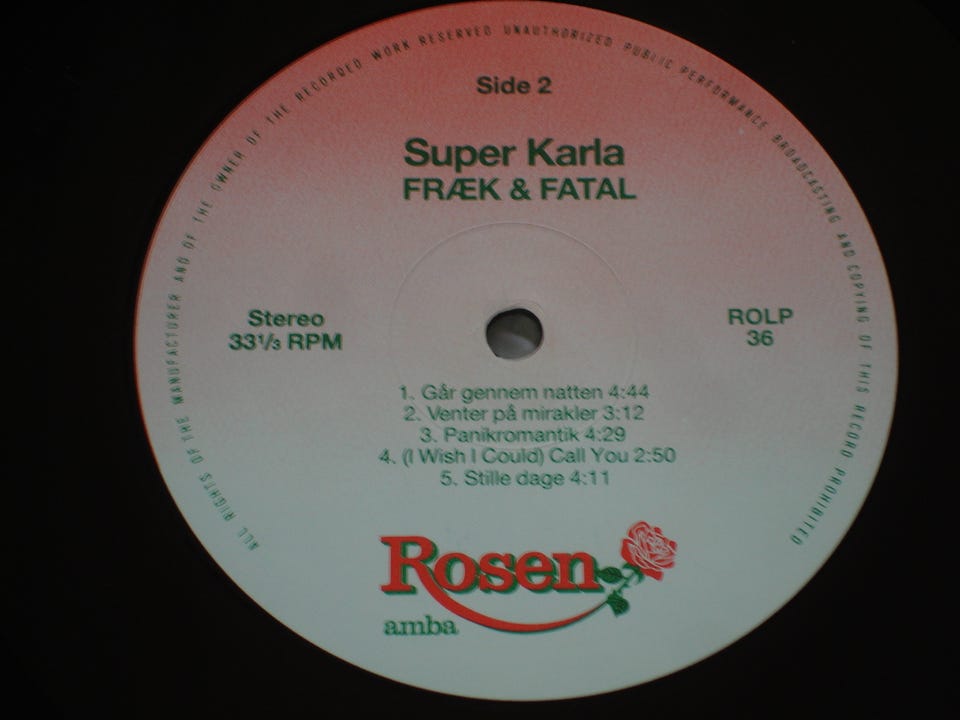 ALL RIGHTS OF THE MANUFACTURER AND OF THE OWNER OF THE RECORDED WORK RESERVED UNAUTHORIZED PUBLIC PERFORMANCE BROADCASTING AND COPYING OF THIS RECORD PROHIBITED
Side 2
Super Karla
FRÆK & FATAL
Stereo
33⅓ RPM
ROLP
36
1. Går gennem natten 4:44
2. Venter på mirakler 3:12
3. Panikromantik 4:29
4. (I Wish I Could) Call You 2:50
5. Stille dage 4:11
Rosen
amba